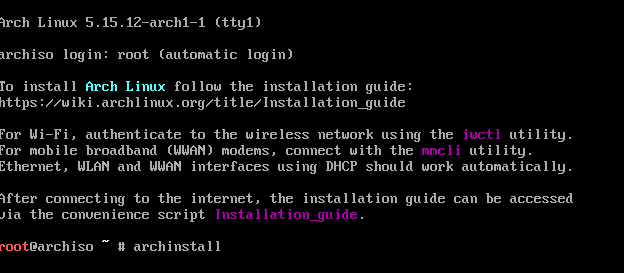 Arch Linux 5.15.12-arch1-1 (tty1)
archiso login: root (automatic login)
To install Arch Linux follow the installation guide:
https://wiki.archlinux.org/title/Installation_guide
For Wi-Fi, authenticate to the wireless network using the iwctl utility.
For mobile broadband (WWAN) modems, connect with the mmcli utility.
Ethernet, WLAN and WWAN interfaces using DHCP should work automatically.
After connecting to the internet, the installation guide can be accessed
via the convenience script Installation_guide.
root@archiso ~ # archinstall